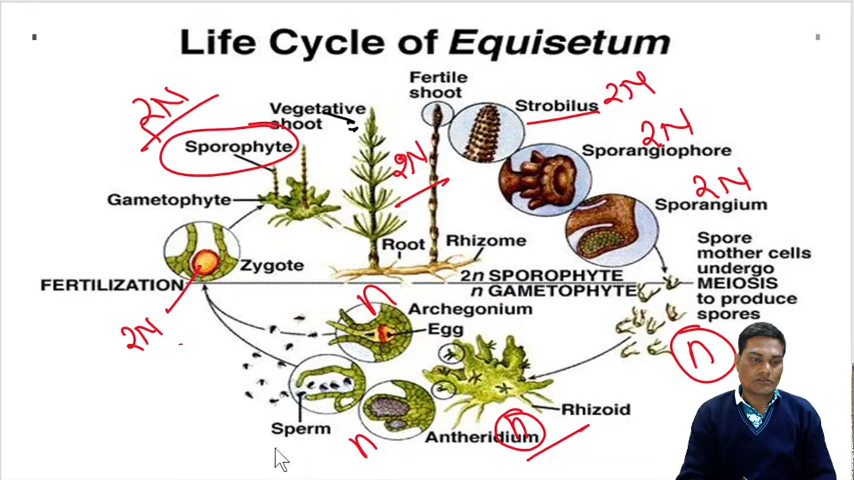 Life Cycle of Equisetum
Fertile
shoot
Vegetative
shoot
Strobilus
2N
2N
2N
Sporophyte
Sporangiophore
2N
2N
Gametophyte
Sporangium
2N
Root
Rhizome
Spore
mother cells
undergo
MEIOSIS
to produce
spores
Zygote
2n SPOROPHYTE
n GAMETOPHYTE
FERTILIZATION
n
Archegonium
Egg
2N
n
Rhizoid
Sperm
Antheridium
n
n